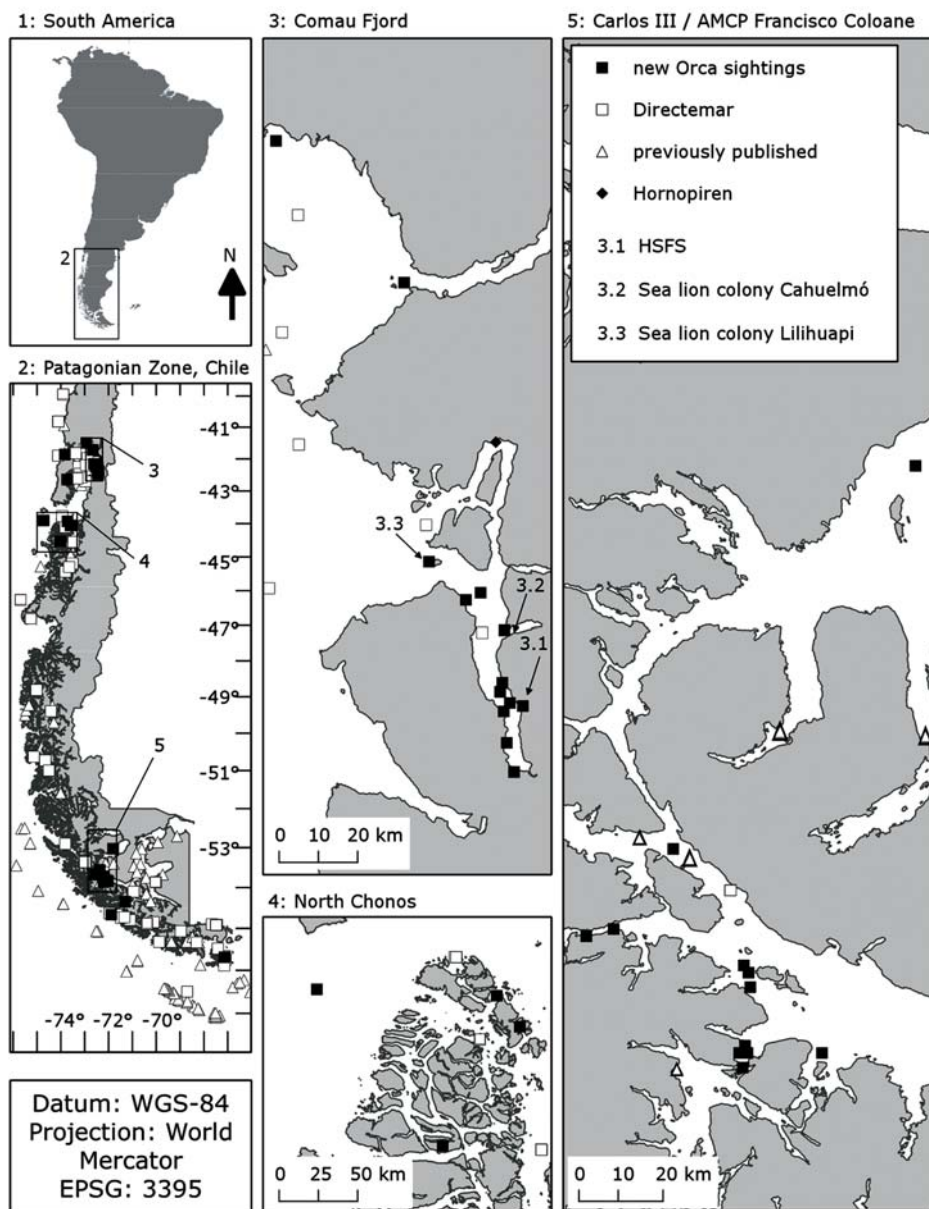 1: South America
2
N
2: Patagonian Zone, Chile
-41°
3
-43°
4
-45°
-47°
-49°
5
-51°
-53°
-74° -72° -70°
Datum: WGS-84
Projection: World
Mercator
EPSG: 3395
3: Comau Fjord
3.3
3.2
3.1
0 10 20 km
4: North Chonos
0 25 50 km
5: Carlos III / AMCP Francisco Coloane
new Orca sightings
Directemar
previously published
Hornopiren
3.1 HSFS
3.2 Sea lion colony Cahuelmó
3.3 Sea lion colony Lilihuapi
0 10 20 km